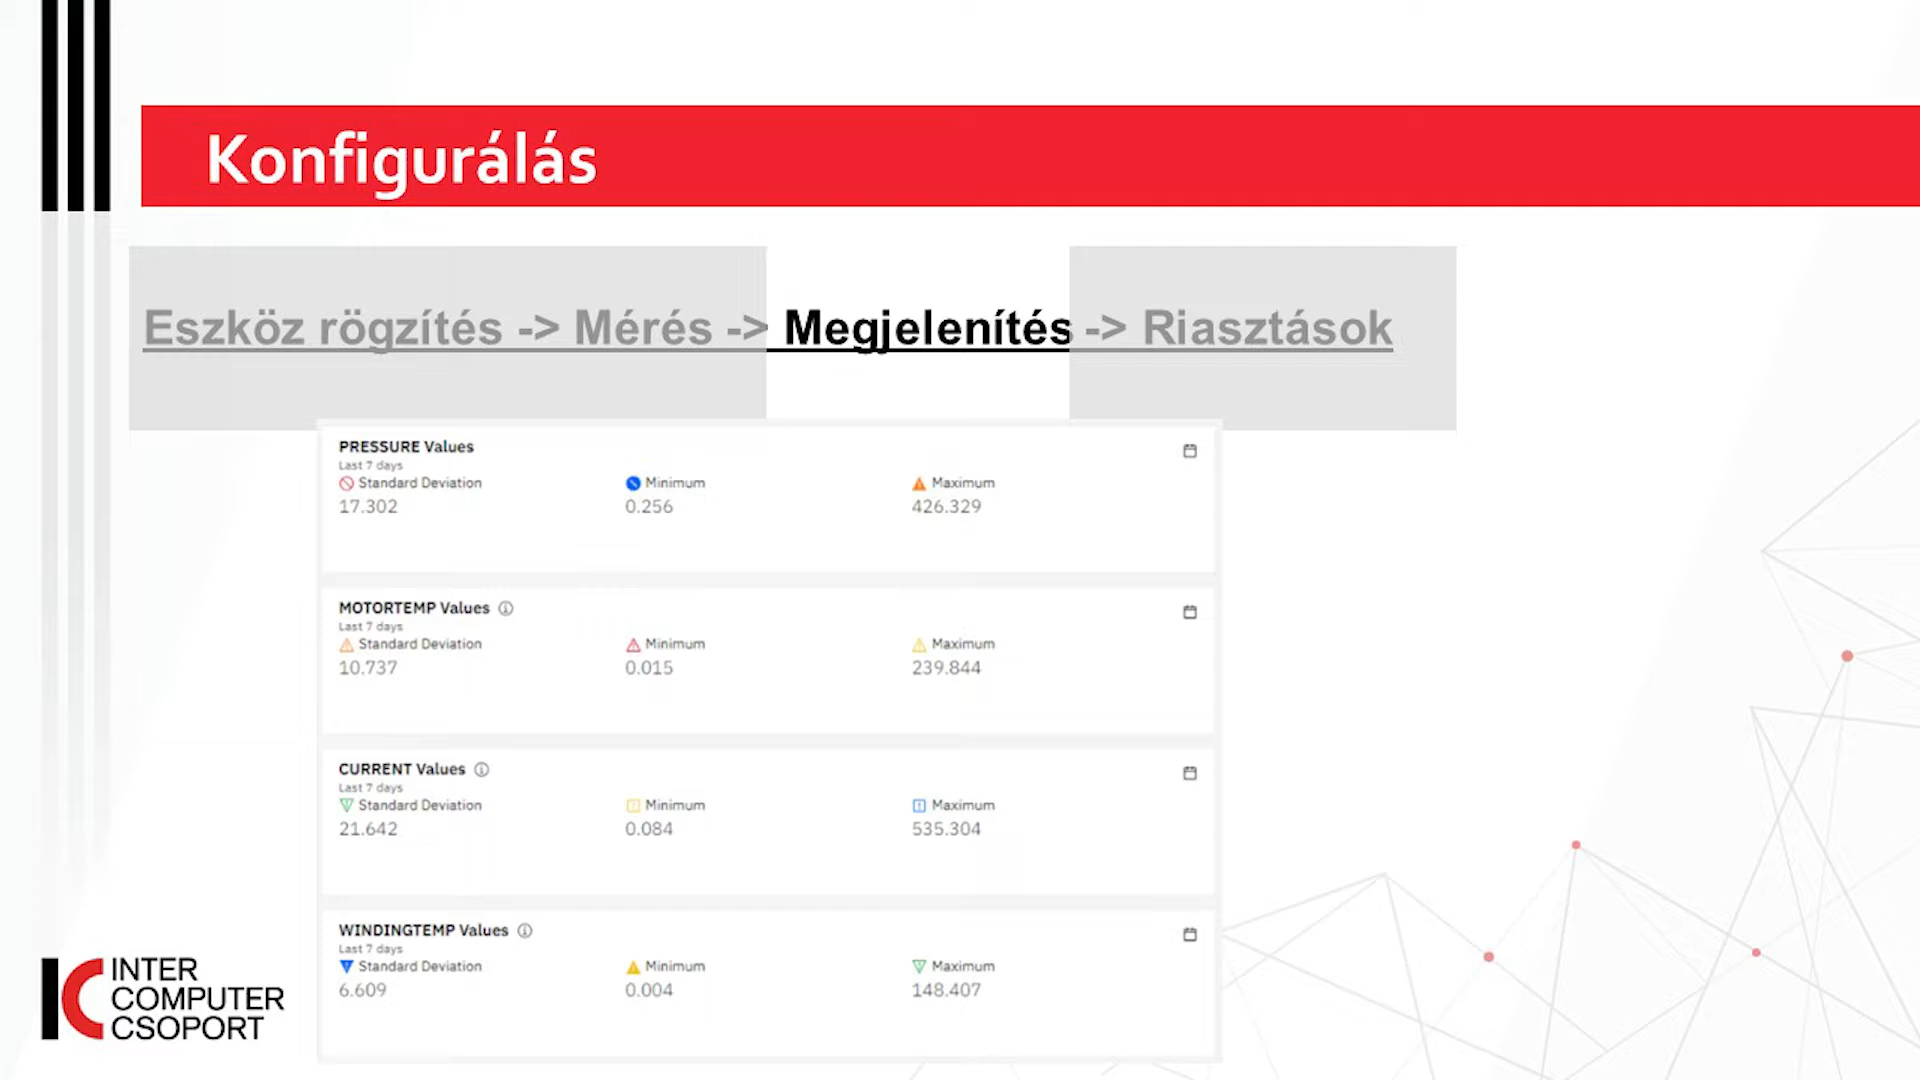 Konfigurálás
Eszköz rögzítés -> Mérés -> Megjelenítés -> Riasztások
PRESSURE Values
Last 7 days
Standard Deviation Minimum Maximum
17.302 0.256 426.329
MOTORTEMP Values
Last 7 days
Standard Deviation Minimum Maximum
10.737 0.015 239.844
CURRENT Values
Last 7 days
Standard Deviation Minimum Maximum
21.642 0.084 535.304
WINDINGTEMP Values
Last 7 days
Standard Deviation Minimum Maximum
6.609 0.004 148.407
INTER
COMPUTER
CSOPORT